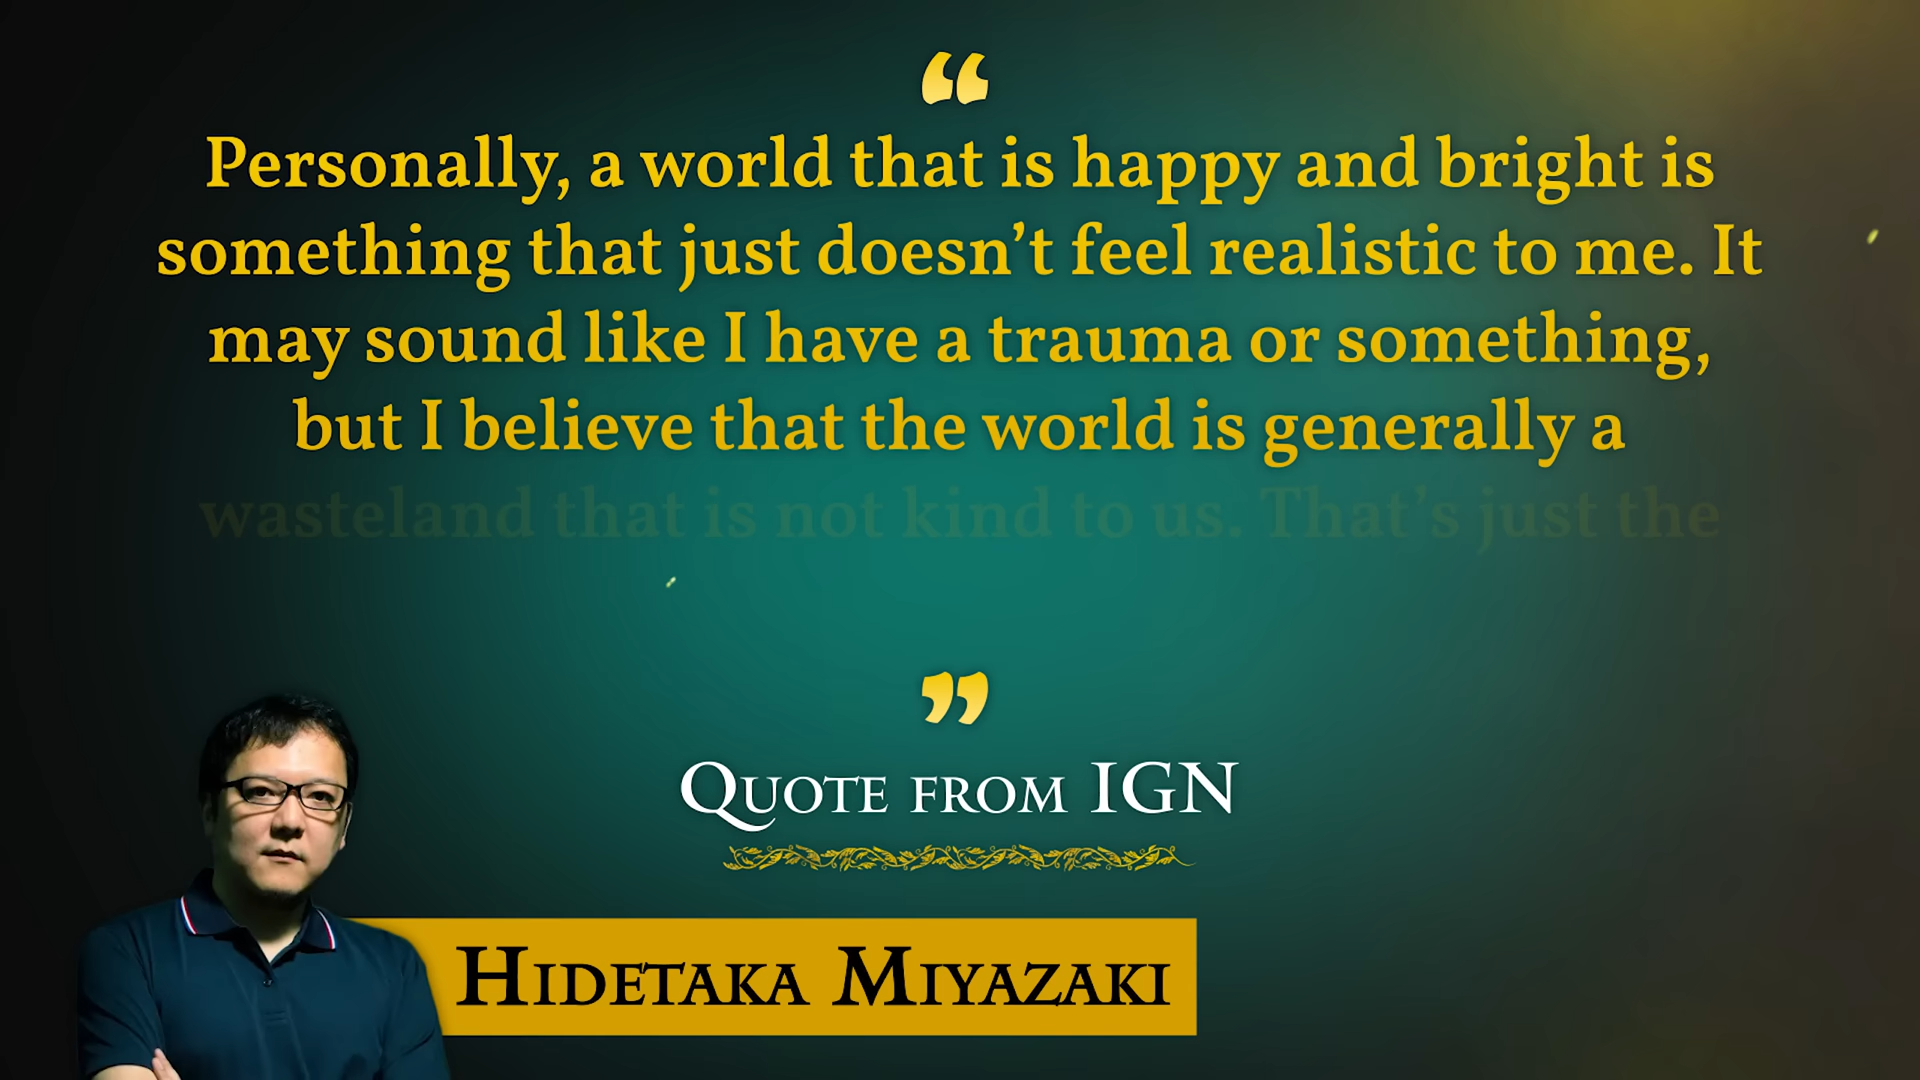 “
Personally, a world that is happy and bright is
something that just doesn’t feel realistic to me. It
may sound like I have a trauma or something,
but I believe that the world is generally a
wasteland that is not kind to us. That’s just the
”
Quote from IGN
Hidetaka Miyazaki